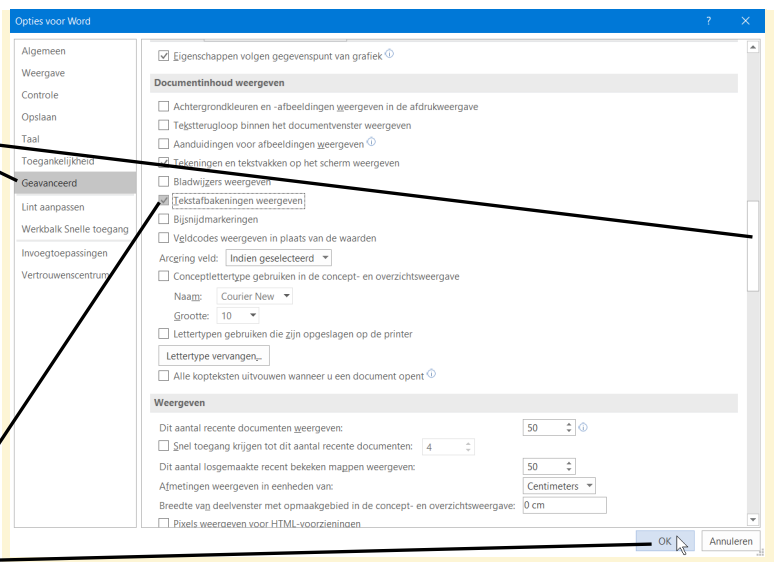 Opties voor Word
Algemeen
Weergave
Controle
Opslaan
Taal
Toegankelijkheid
Geavanceerd
Lint aanpassen
Werkbalk Snelle toegang
Invoegtoepassingen
Vertrouwenscentrum
Eigenschappen volgen gegevenspunt van grafiek
Documentinhoud weergeven
Achtergrondkleuren en -afbeeldingen weergeven in de afdrukweergave
Tekstterugloop binnen het documentvenster weergeven
Aanduidingen voor afbeeldingen weergeven
Tekeningen en tekstvakken op het scherm weergeven
Bladwijzers weergeven
Tekstafbakeningen weergeven
Bijsnijdmarkeringen
Veldcodes weergeven in plaats van de waarden
Arcering veld: Indien geselecteerd
Conceptlettertype gebruiken in de concept- en overzichtsweergave
Naam: Courier New
Grootte: 10
Lettertypen gebruiken die zijn opgeslagen op de printer
Lettertype vervangen...
Alle kopteksten uitvouwen wanneer u een document opent
Weergeven
Dit aantal recente documenten weergeven: 50
Snel toegang krijgen tot dit aantal recente documenten: 4
Dit aantal losgemaakte recent bekeken mappen weergeven: 50
Afmetingen weergeven in eenheden van: Centimeters
Breedte van deelvenster met opmaakgebied in de concept- en overzichtsweergave: 0 cm
Pixels weergeven voor HTML-voorzieningen
OK Annuleren